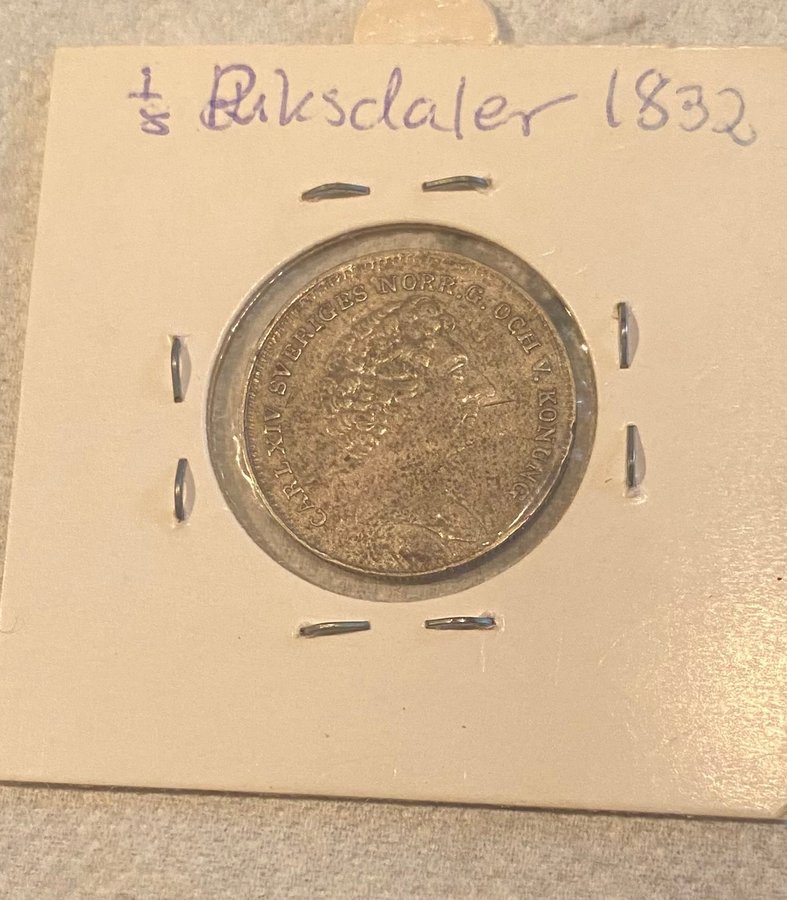 1/8 Riksdaler 1832
CARL XIV SVERIGES NORR. G. OCH V. KONUNG